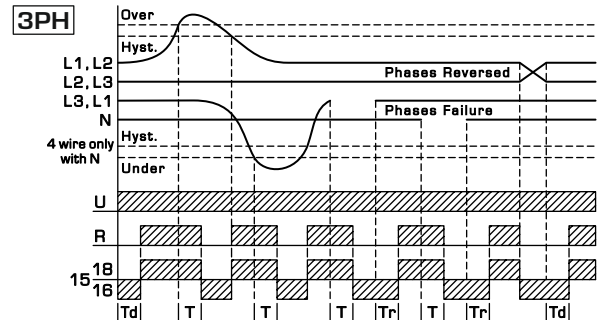 3PH
Over
Hyst.
L1, L2
Phases Reversed
L2, L3
L3, L1
Phases Failure
N
Hyst.
4 wire only
with N
Under
U
R
15 18
16
Td T T T Tr T Tr Td